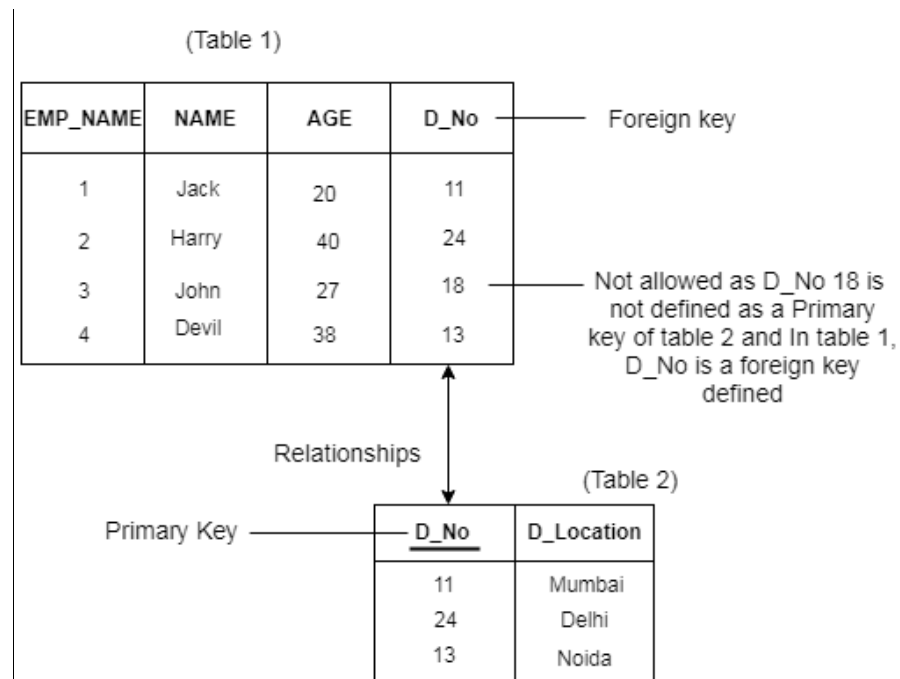 (Table 1)
EMP_NAME NAME AGE D_No Foreign key
1 Jack 20 11
2 Harry 40 24
3 John 27 18
4 Devil 38 13
Not allowed as D_No 18 is
not defined as a Primary
key of table 2 and In table 1,
D_No is a foreign key
defined
Relationships
(Table 2)
Primary Key D_No D_Location
11 Mumbai
24 Delhi
13 Noida